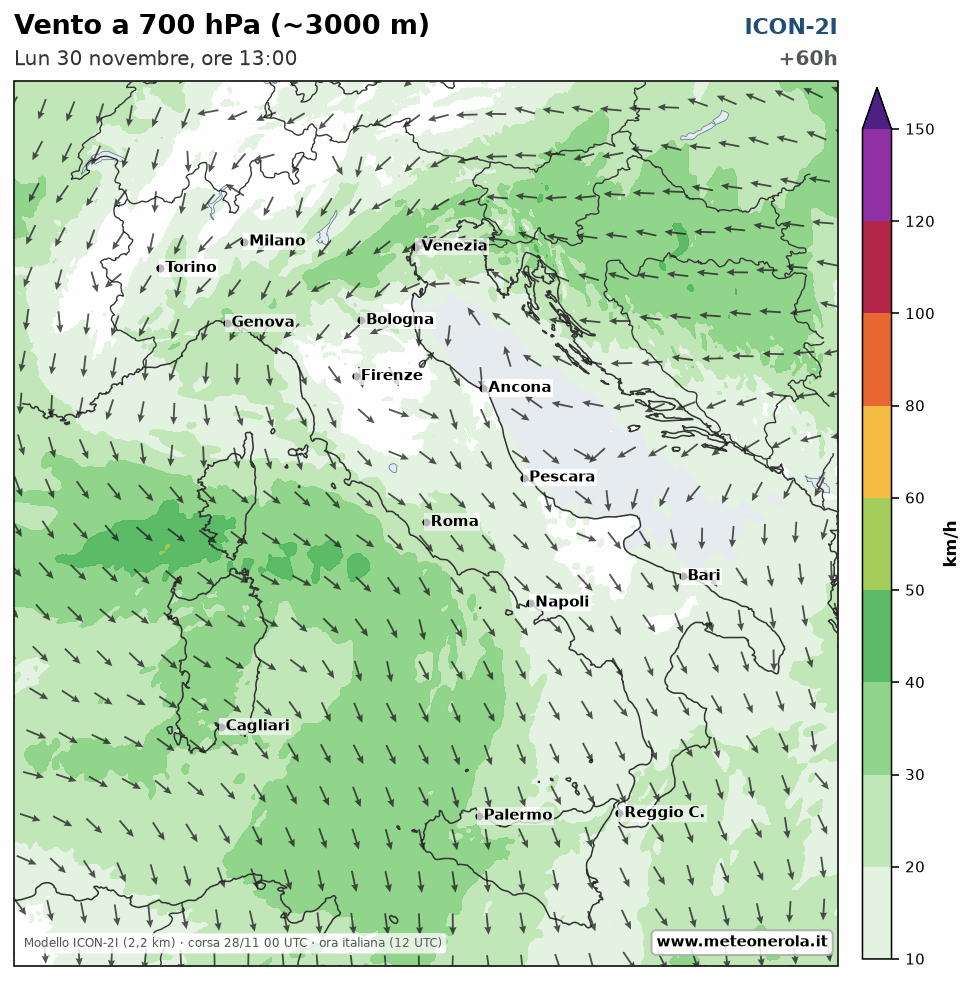 Vento a 700 hPa (~3000 m)
ICON-2I
Lun 30 novembre, ore 13:00
+60h
150
120
100
80
60
50
40
30
20
10
km/h
Milano
Venezia
Torino
Genova
Bologna
Firenze
Ancona
Pescara
Roma
Bari
Napoli
Cagliari
Palermo
Reggio C.
Modello ICON-2I (2,2 km) · corsa 28/11 00 UTC · ora italiana (12 UTC)
www.meteonerola.it